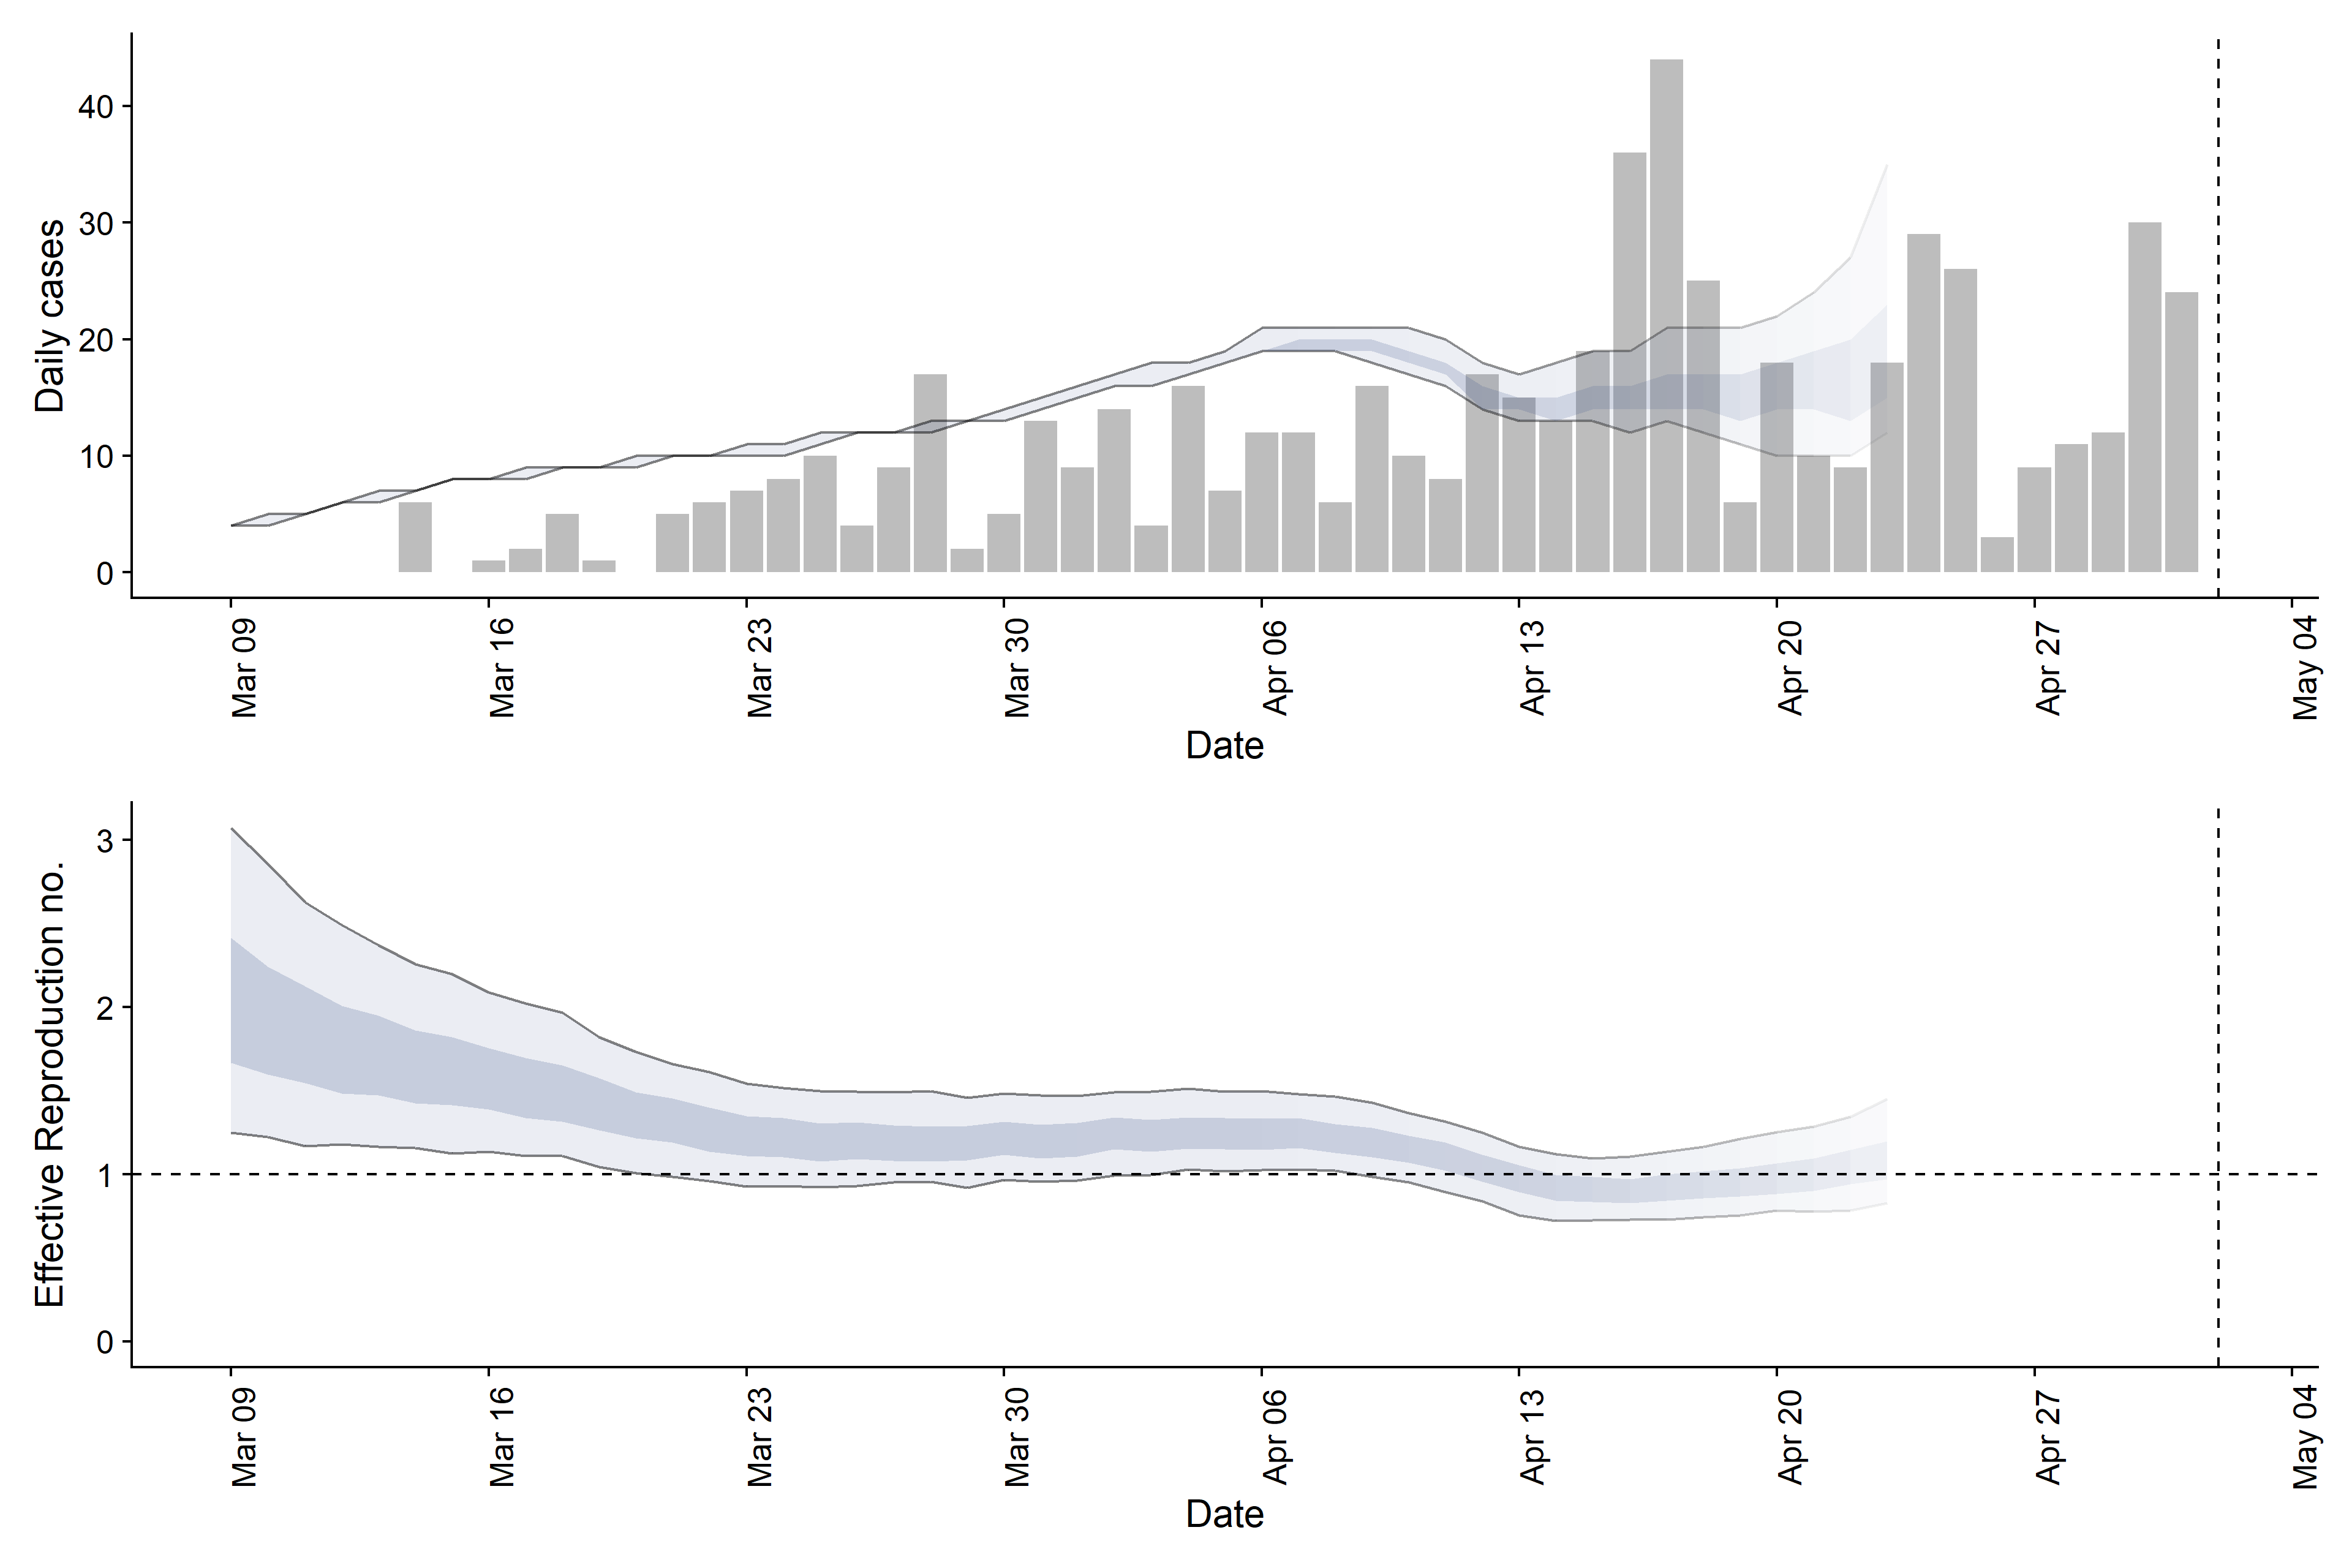 Daily cases
40
30
20
10
0
Mar 09
Mar 16
Mar 23
Mar 30
Apr 06
Apr 13
Apr 20
Apr 27
May 04
Date
Effective Reproduction no.
3
2
1
0
Mar 09
Mar 16
Mar 23
Mar 30
Apr 06
Apr 13
Apr 20
Apr 27
May 04
Date